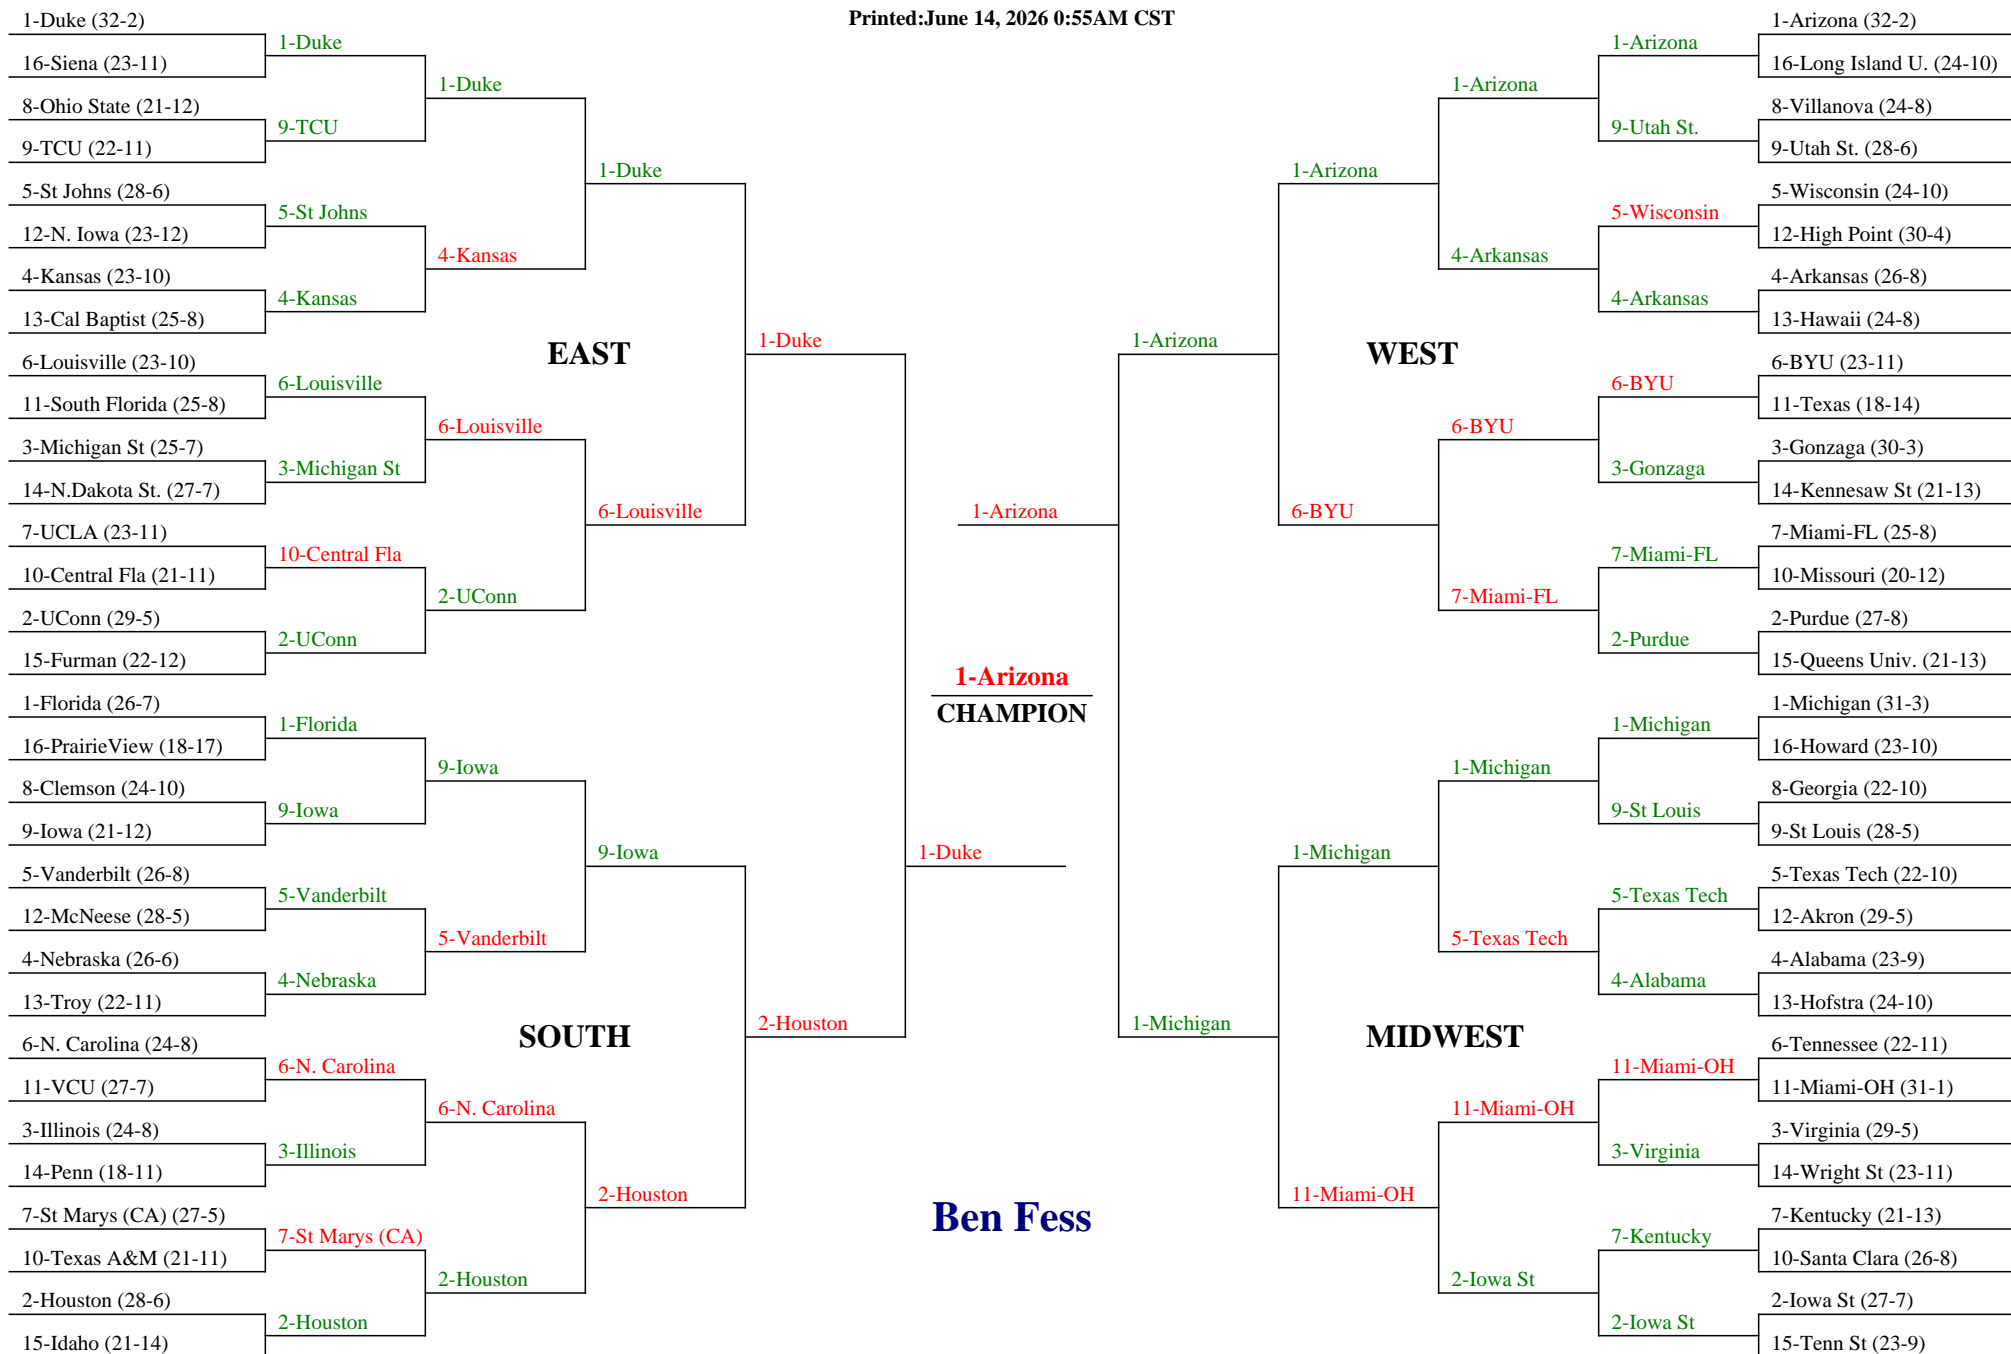 Printed:June 14, 2026 0:55AM CST
1-Duke (32-2)
16-Siena (23-11)
8-Ohio State (21-12)
9-TCU (22-11)
5-St Johns (28-6)
12-N. Iowa (23-12)
4-Kansas (23-10)
13-Cal Baptist (25-8)
6-Louisville (23-10)
11-South Florida (25-8)
3-Michigan St (25-7)
14-N.Dakota St. (27-7)
7-UCLA (23-11)
10-Central Fla (21-11)
2-UConn (29-5)
15-Furman (22-12)
1-Florida (26-7)
16-PrairieView (18-17)
8-Clemson (24-10)
9-Iowa (21-12)
5-Vanderbilt (26-8)
12-McNeese (28-5)
4-Nebraska (26-6)
13-Troy (22-11)
6-N. Carolina (24-8)
11-VCU (27-7)
3-Illinois (24-8)
14-Penn (18-11)
7-St Marys (CA) (27-5)
10-Texas A&M (21-11)
2-Houston (28-6)
15-Idaho (21-14)
1-Duke
9-TCU
5-St Johns
4-Kansas
6-Louisville
3-Michigan St
10-Central Fla
2-UConn
1-Florida
9-Iowa
5-Vanderbilt
4-Nebraska
6-N. Carolina
3-Illinois
7-St Marys (CA)
2-Houston
1-Duke
4-Kansas
6-Louisville
2-UConn
9-Iowa
5-Vanderbilt
6-N. Carolina
2-Houston
1-Duke
6-Louisville
9-Iowa
2-Houston
EAST
SOUTH
1-Duke
2-Houston
1-Duke
1-Arizona
1-Arizona
CHAMPION
Ben Fess
1-Arizona
1-Michigan
WEST
MIDWEST
1-Arizona
6-BYU
1-Michigan
11-Miami-OH
1-Arizona
4-Arkansas
6-BYU
7-Miami-FL
1-Michigan
5-Texas Tech
11-Miami-OH
2-Iowa St
1-Arizona
9-Utah St.
5-Wisconsin
4-Arkansas
6-BYU
3-Gonzaga
7-Miami-FL
2-Purdue
1-Michigan
9-St Louis
5-Texas Tech
4-Alabama
11-Miami-OH
3-Virginia
7-Kentucky
2-Iowa St
1-Arizona (32-2)
16-Long Island U. (24-10)
8-Villanova (24-8)
9-Utah St. (28-6)
5-Wisconsin (24-10)
12-High Point (30-4)
4-Arkansas (26-8)
13-Hawaii (24-8)
6-BYU (23-11)
11-Texas (18-14)
3-Gonzaga (30-3)
14-Kennesaw St (21-13)
7-Miami-FL (25-8)
10-Missouri (20-12)
2-Purdue (27-8)
15-Queens Univ. (21-13)
1-Michigan (31-3)
16-Howard (23-10)
8-Georgia (22-10)
9-St Louis (28-5)
5-Texas Tech (22-10)
12-Akron (29-5)
4-Alabama (23-9)
13-Hofstra (24-10)
6-Tennessee (22-11)
11-Miami-OH (31-1)
3-Virginia (29-5)
14-Wright St (23-11)
7-Kentucky (21-13)
10-Santa Clara (26-8)
2-Iowa St (27-7)
15-Tenn St (23-9)